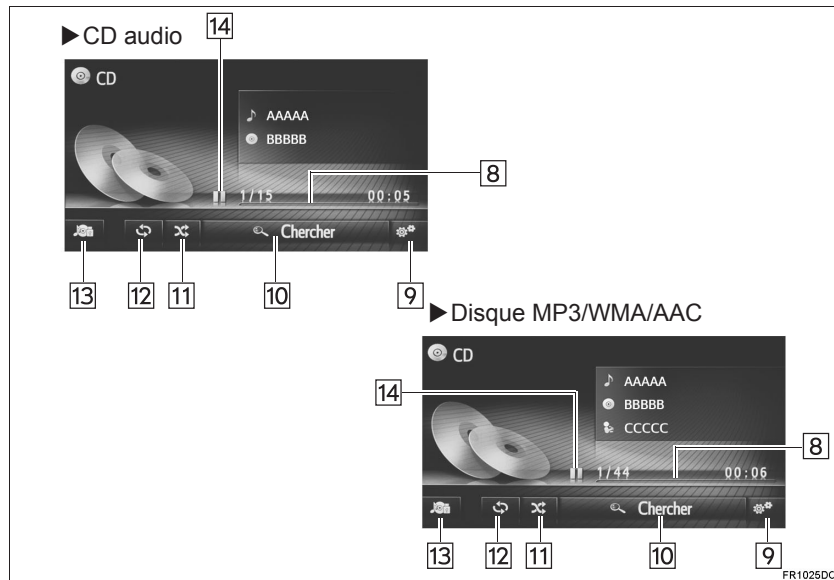 ▶CD audio
14
CD
AAAAA
BBBBB
8
1/15 00:05
Chercher
13 12 11 10 9
▶Disque MP3/WMA/AAC
CD
14
AAAAA
BBBBB
CCCCC
8
1/44 00:06
Chercher
13 12 11 10 9